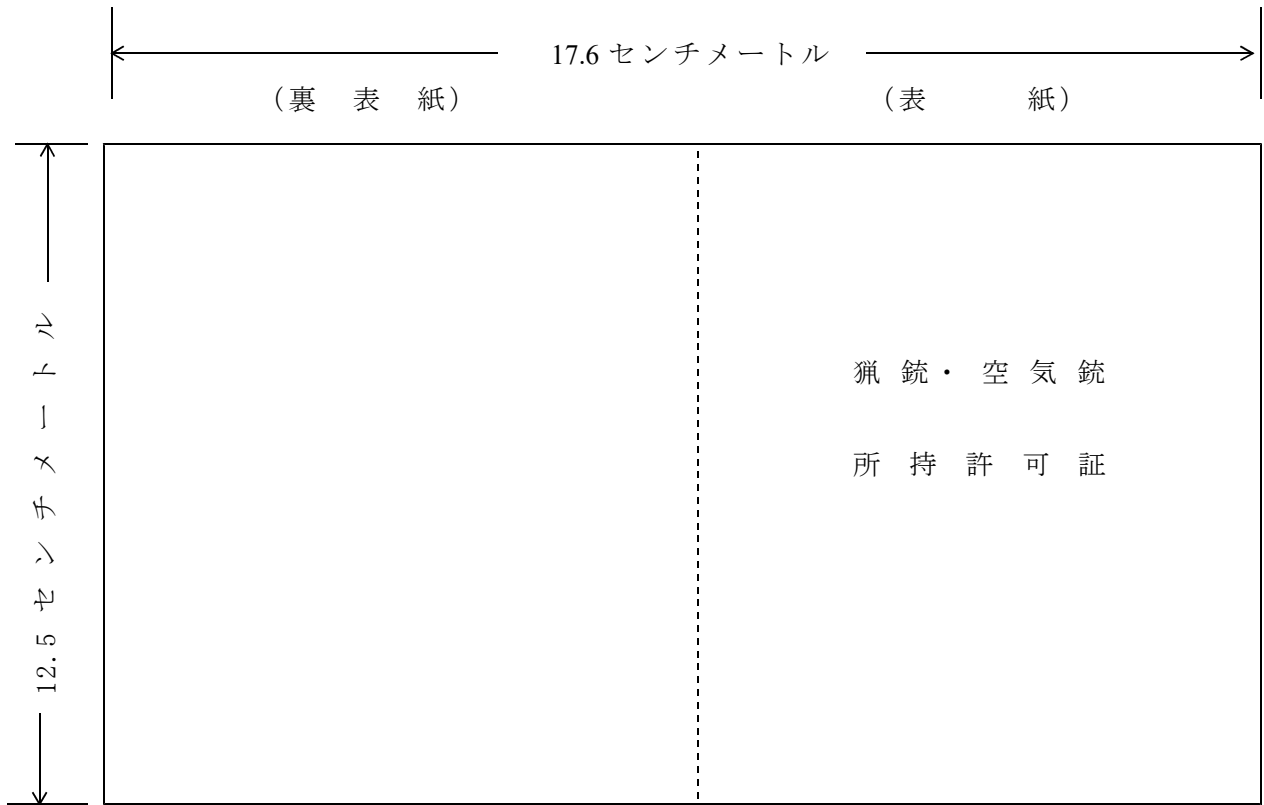 17.6センチメートル
（裏　表　紙）
（表　　　紙）
12.5センチメートル
猟銃・空気銃
所持許可証